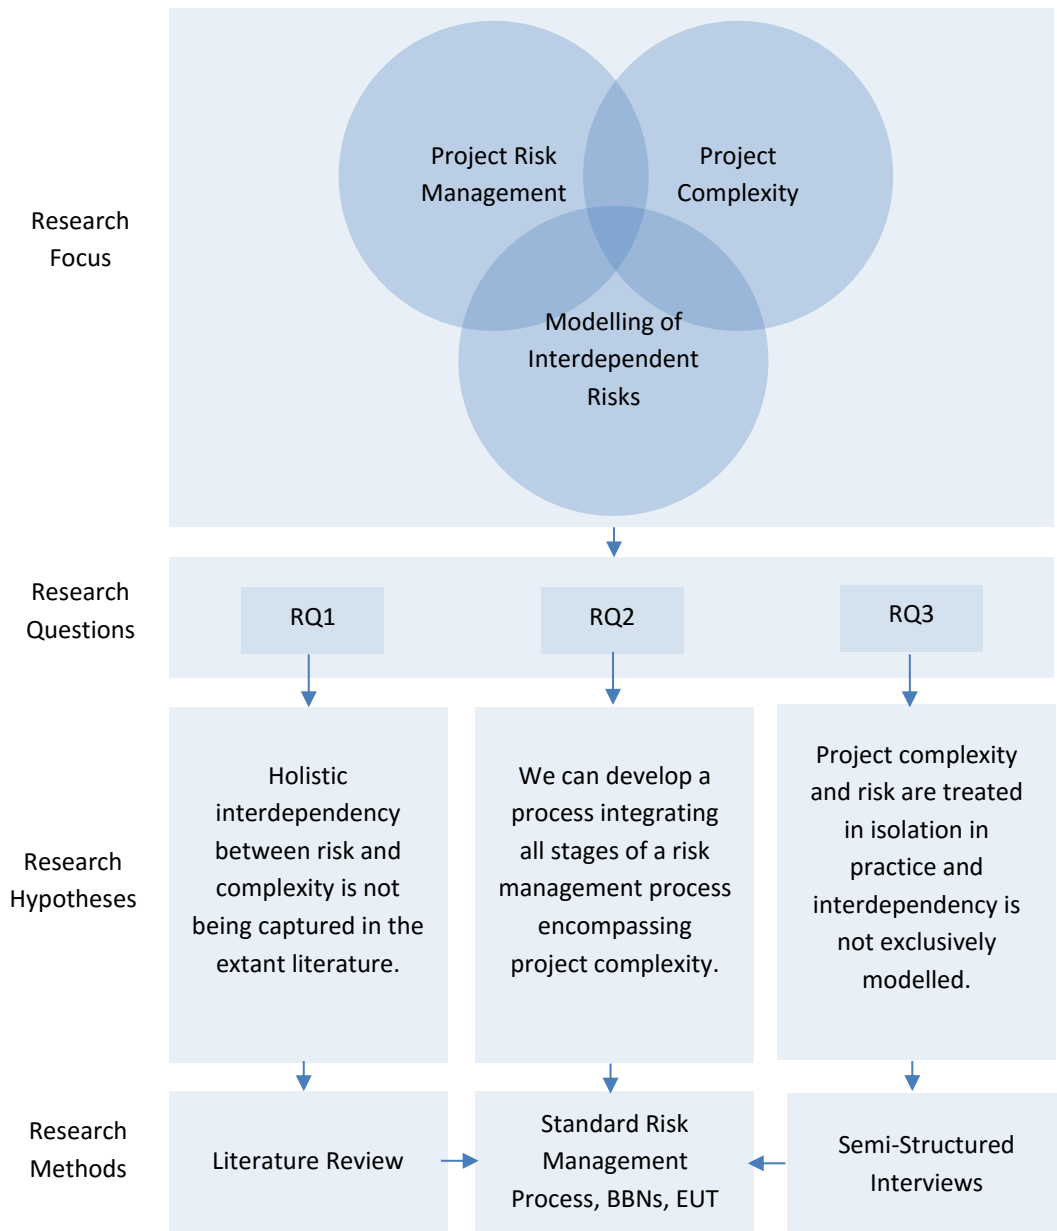 Research
Focus
Project Risk
Management
Project
Complexity
Modelling of
Interdependent
Risks
Research
Questions
RQ1
RQ2
RQ3
Research
Hypotheses
Holistic
interdependency
between risk and
complexity is not
being captured in the
extant literature.
We can develop a
process integrating
all stages of a risk
management process
encompassing
project complexity.
Project complexity
and risk are treated
in isolation in
practice and
interdependency is
not exclusively
modelled.
Research
Methods
Literature Review
Standard Risk
Management
Process, BBNs, EUT
Semi-Structured
Interviews